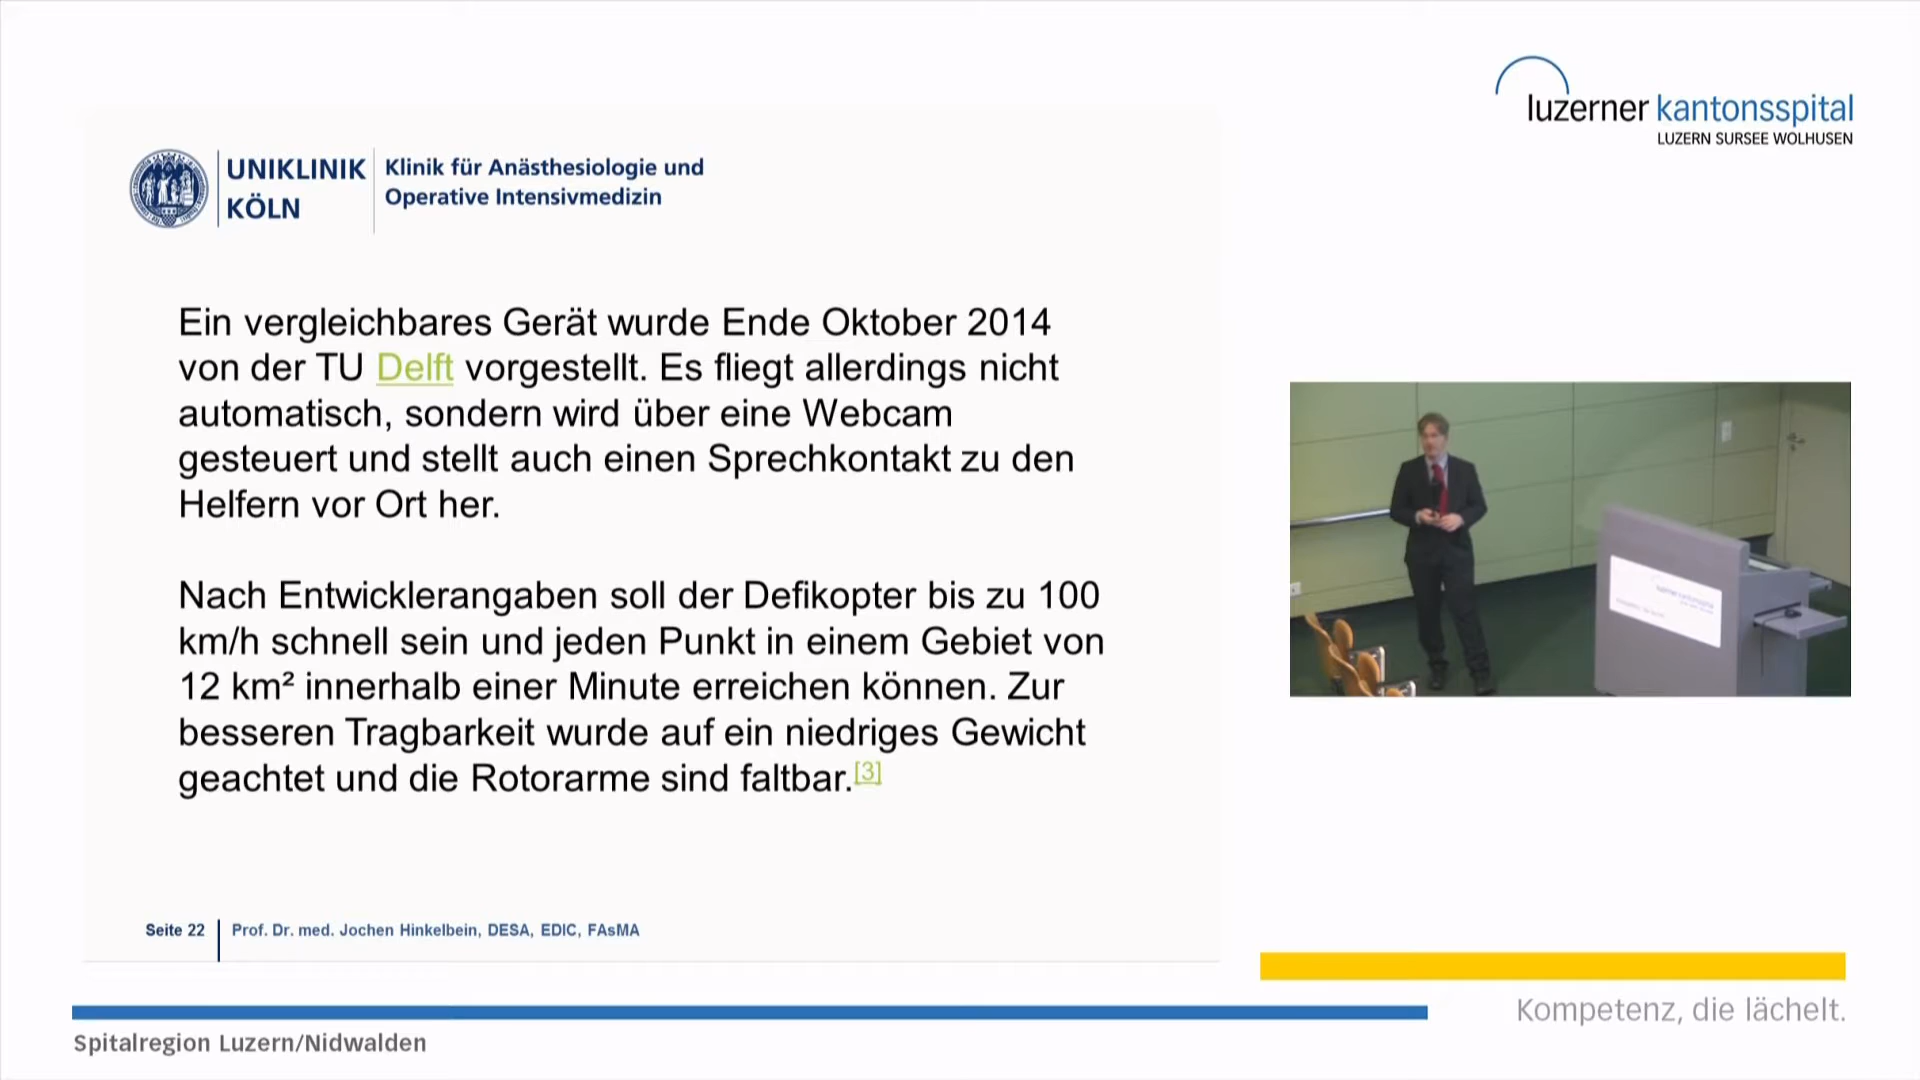 luzerner kantonsspital
LUZERN SURSEE WOLHUSEN
UNIKLINIK
KÖLN
Klinik für Anästhesiologie und
Operative Intensivmedizin
Ein vergleichbares Gerät wurde Ende Oktober 2014
von der TU Delft vorgestellt. Es fliegt allerdings nicht
automatisch, sondern wird über eine Webcam
gesteuert und stellt auch einen Sprechkontakt zu den
Helfern vor Ort her.
Nach Entwicklerangaben soll der Defikopter bis zu 100
km/h schnell sein und jeden Punkt in einem Gebiet von
12 km² innerhalb einer Minute erreichen können. Zur
besseren Tragbarkeit wurde auf ein niedriges Gewicht
geachtet und die Rotorarme sind faltbar.[3]
luzerner kantonsspital
Seite 22
Prof. Dr. med. Jochen Hinkelbein, DESA, EDIC, FAsMA
Kompetenz, die lächelt.
Spitalregion Luzern/Nidwalden